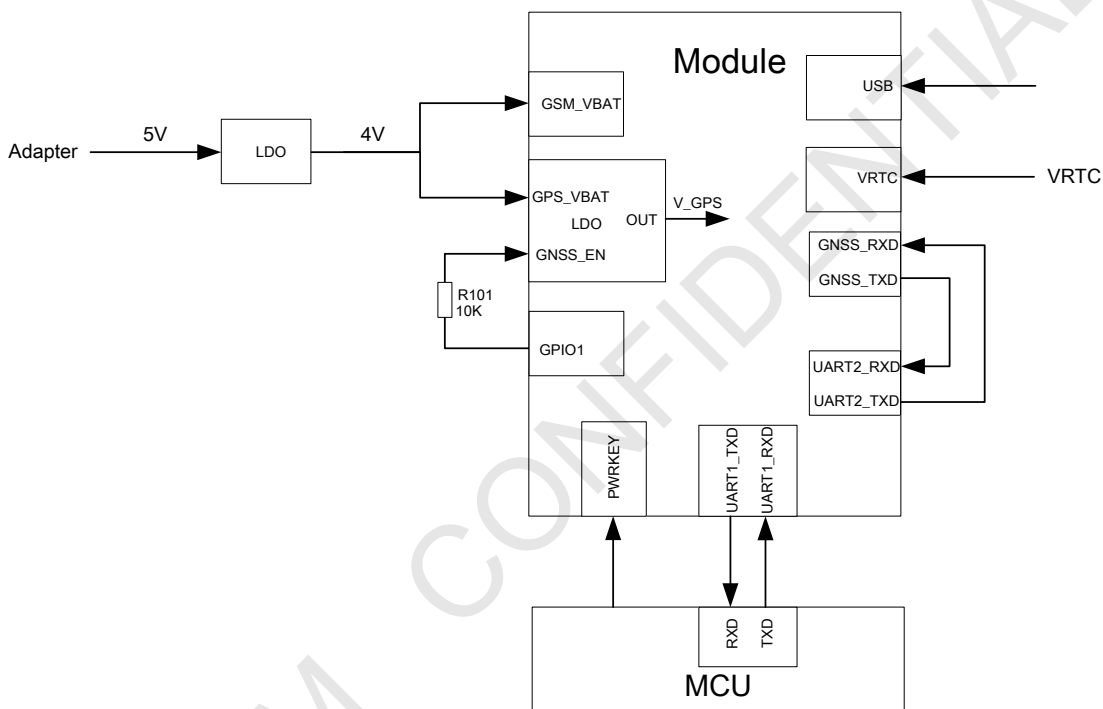 Module
USB
GSM_VBAT
5V
4V
Adapter
LDO
VRTC
VRTC
GPS_VBAT
V_GPS
LDO
OUT
GNSS_EN
GNSS_RXD
GNSS_TXD
R101
10K
GPIO1
UART2_RXD
UART2_TXD
PWRKEY
UART1_TXD
UART1_RXD
RXD
TXD
MCU
CONFIDENTIAL